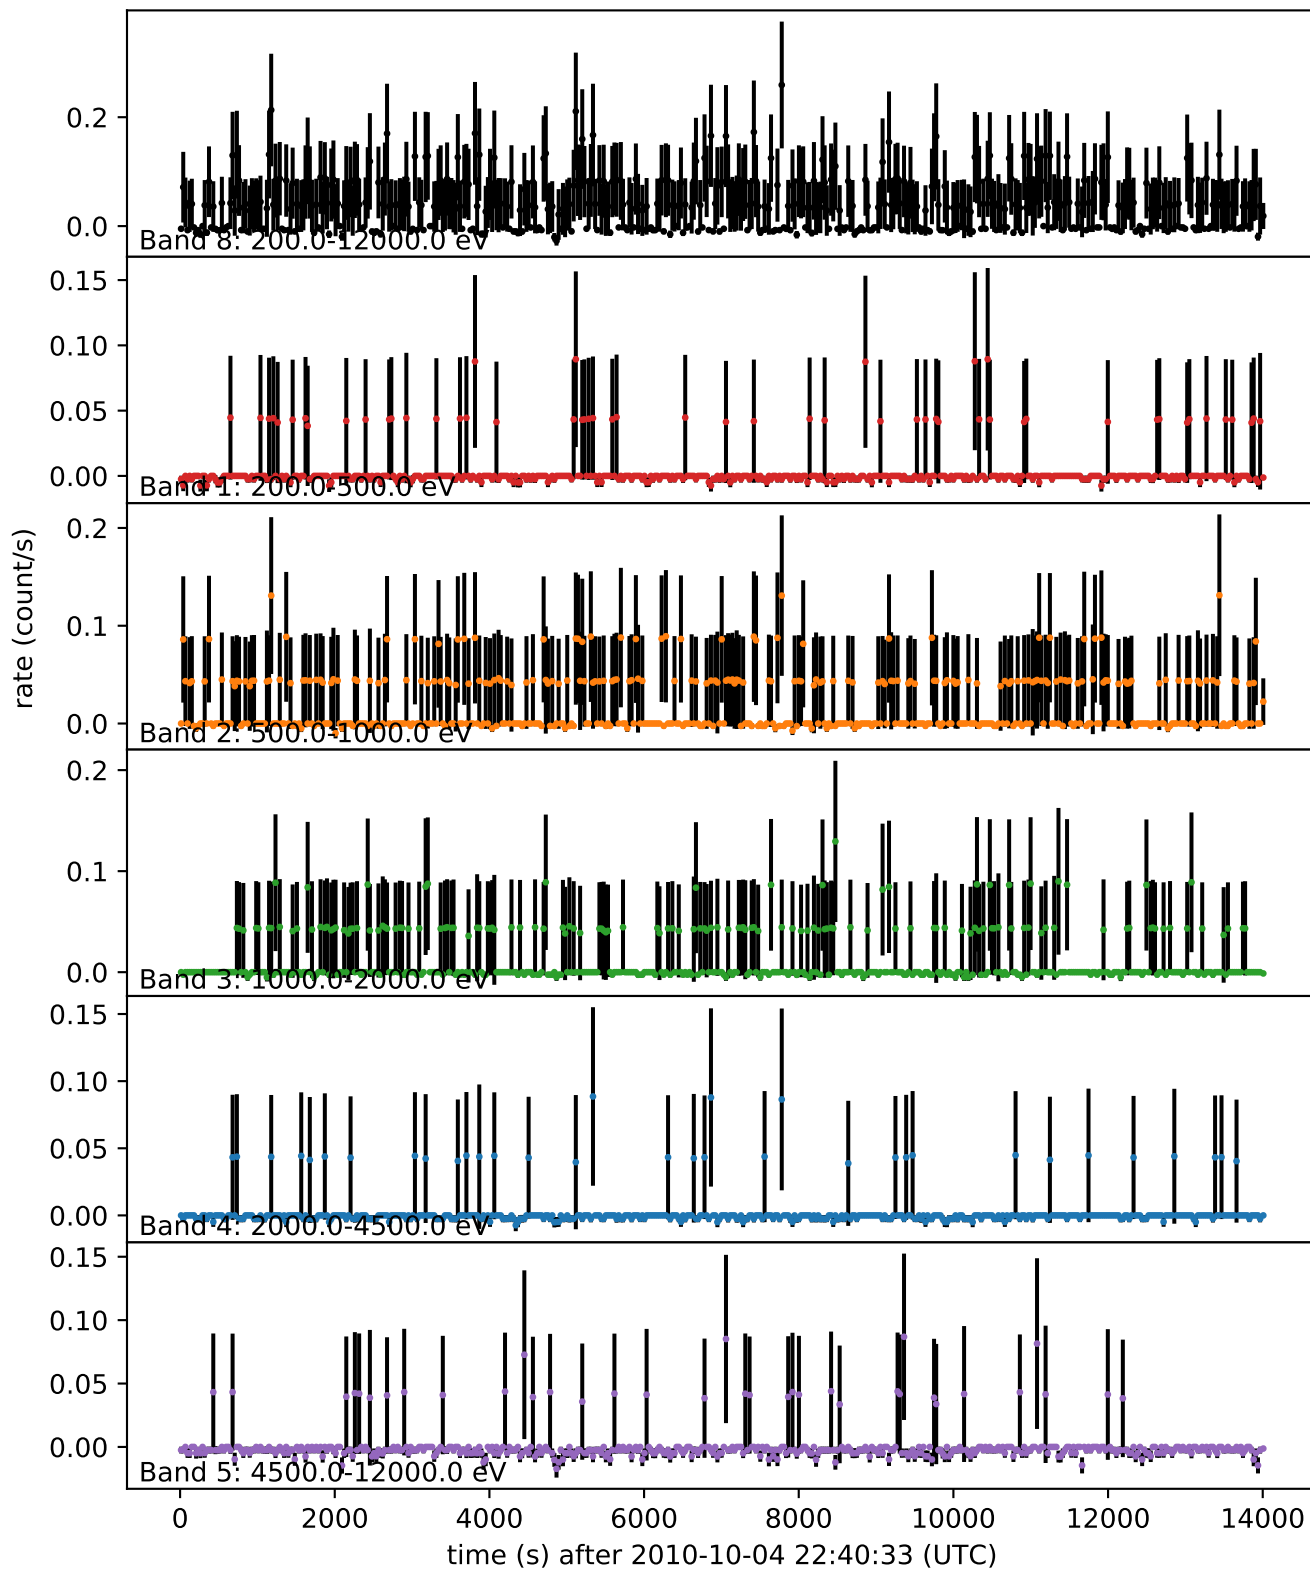 0.2
0.0
Band 8: 200.0-12000.0 eV
0.15
0.10
0.05
0.00
Band 1: 200.0-500.0 eV
0.2
0.1
0.0
Band 2: 500.0-1000.0 eV
rate (count/s)
0.2
0.1
0.0
Band 3: 1000.0-2000.0 eV
0.15
0.10
0.05
0.00
Band 4: 2000.0-4500.0 eV
0.15
0.10
0.05
0.00
Band 5: 4500.0-12000.0 eV
0 2000 4000 6000 8000 10000 12000 14000
time (s) after 2010-10-04 22:40:33 (UTC)